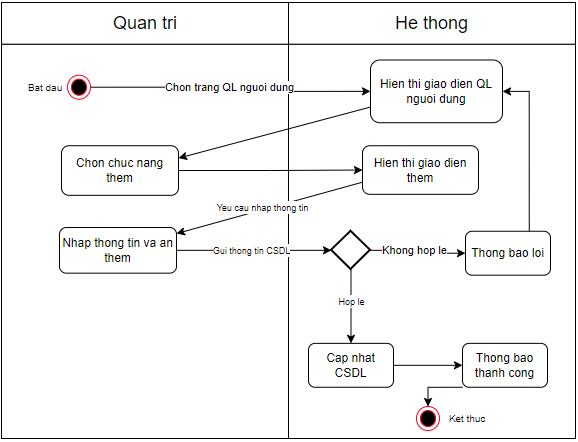 Quan tri
He thong
Bat dau
Chon trang QL nguoi dung
Hien thi giao dien QL
nguoi dung
Chon chuc nang
them
Hien thi giao dien
them
Yeu cau nhap thong tin
Nhap thong tin va an
them
Gui thong tin CSDL
Khong hop le
Thong bao loi
Hop le
Cap nhat
CSDL
Thong bao
thanh cong
Ket thuc